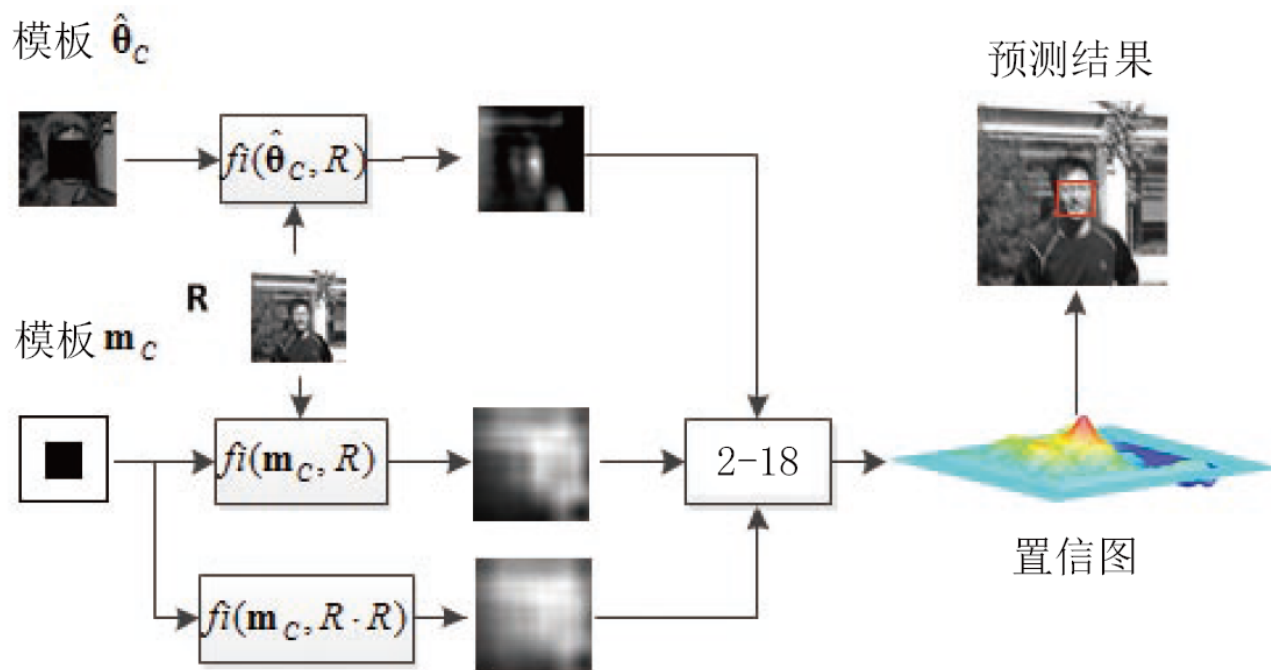 模板 θ̂_C
预测结果
fi(θ̂_C, R)
R
模板 m_C
fi(m_C, R)
2-18
置信图
fi(m_C, R · R)